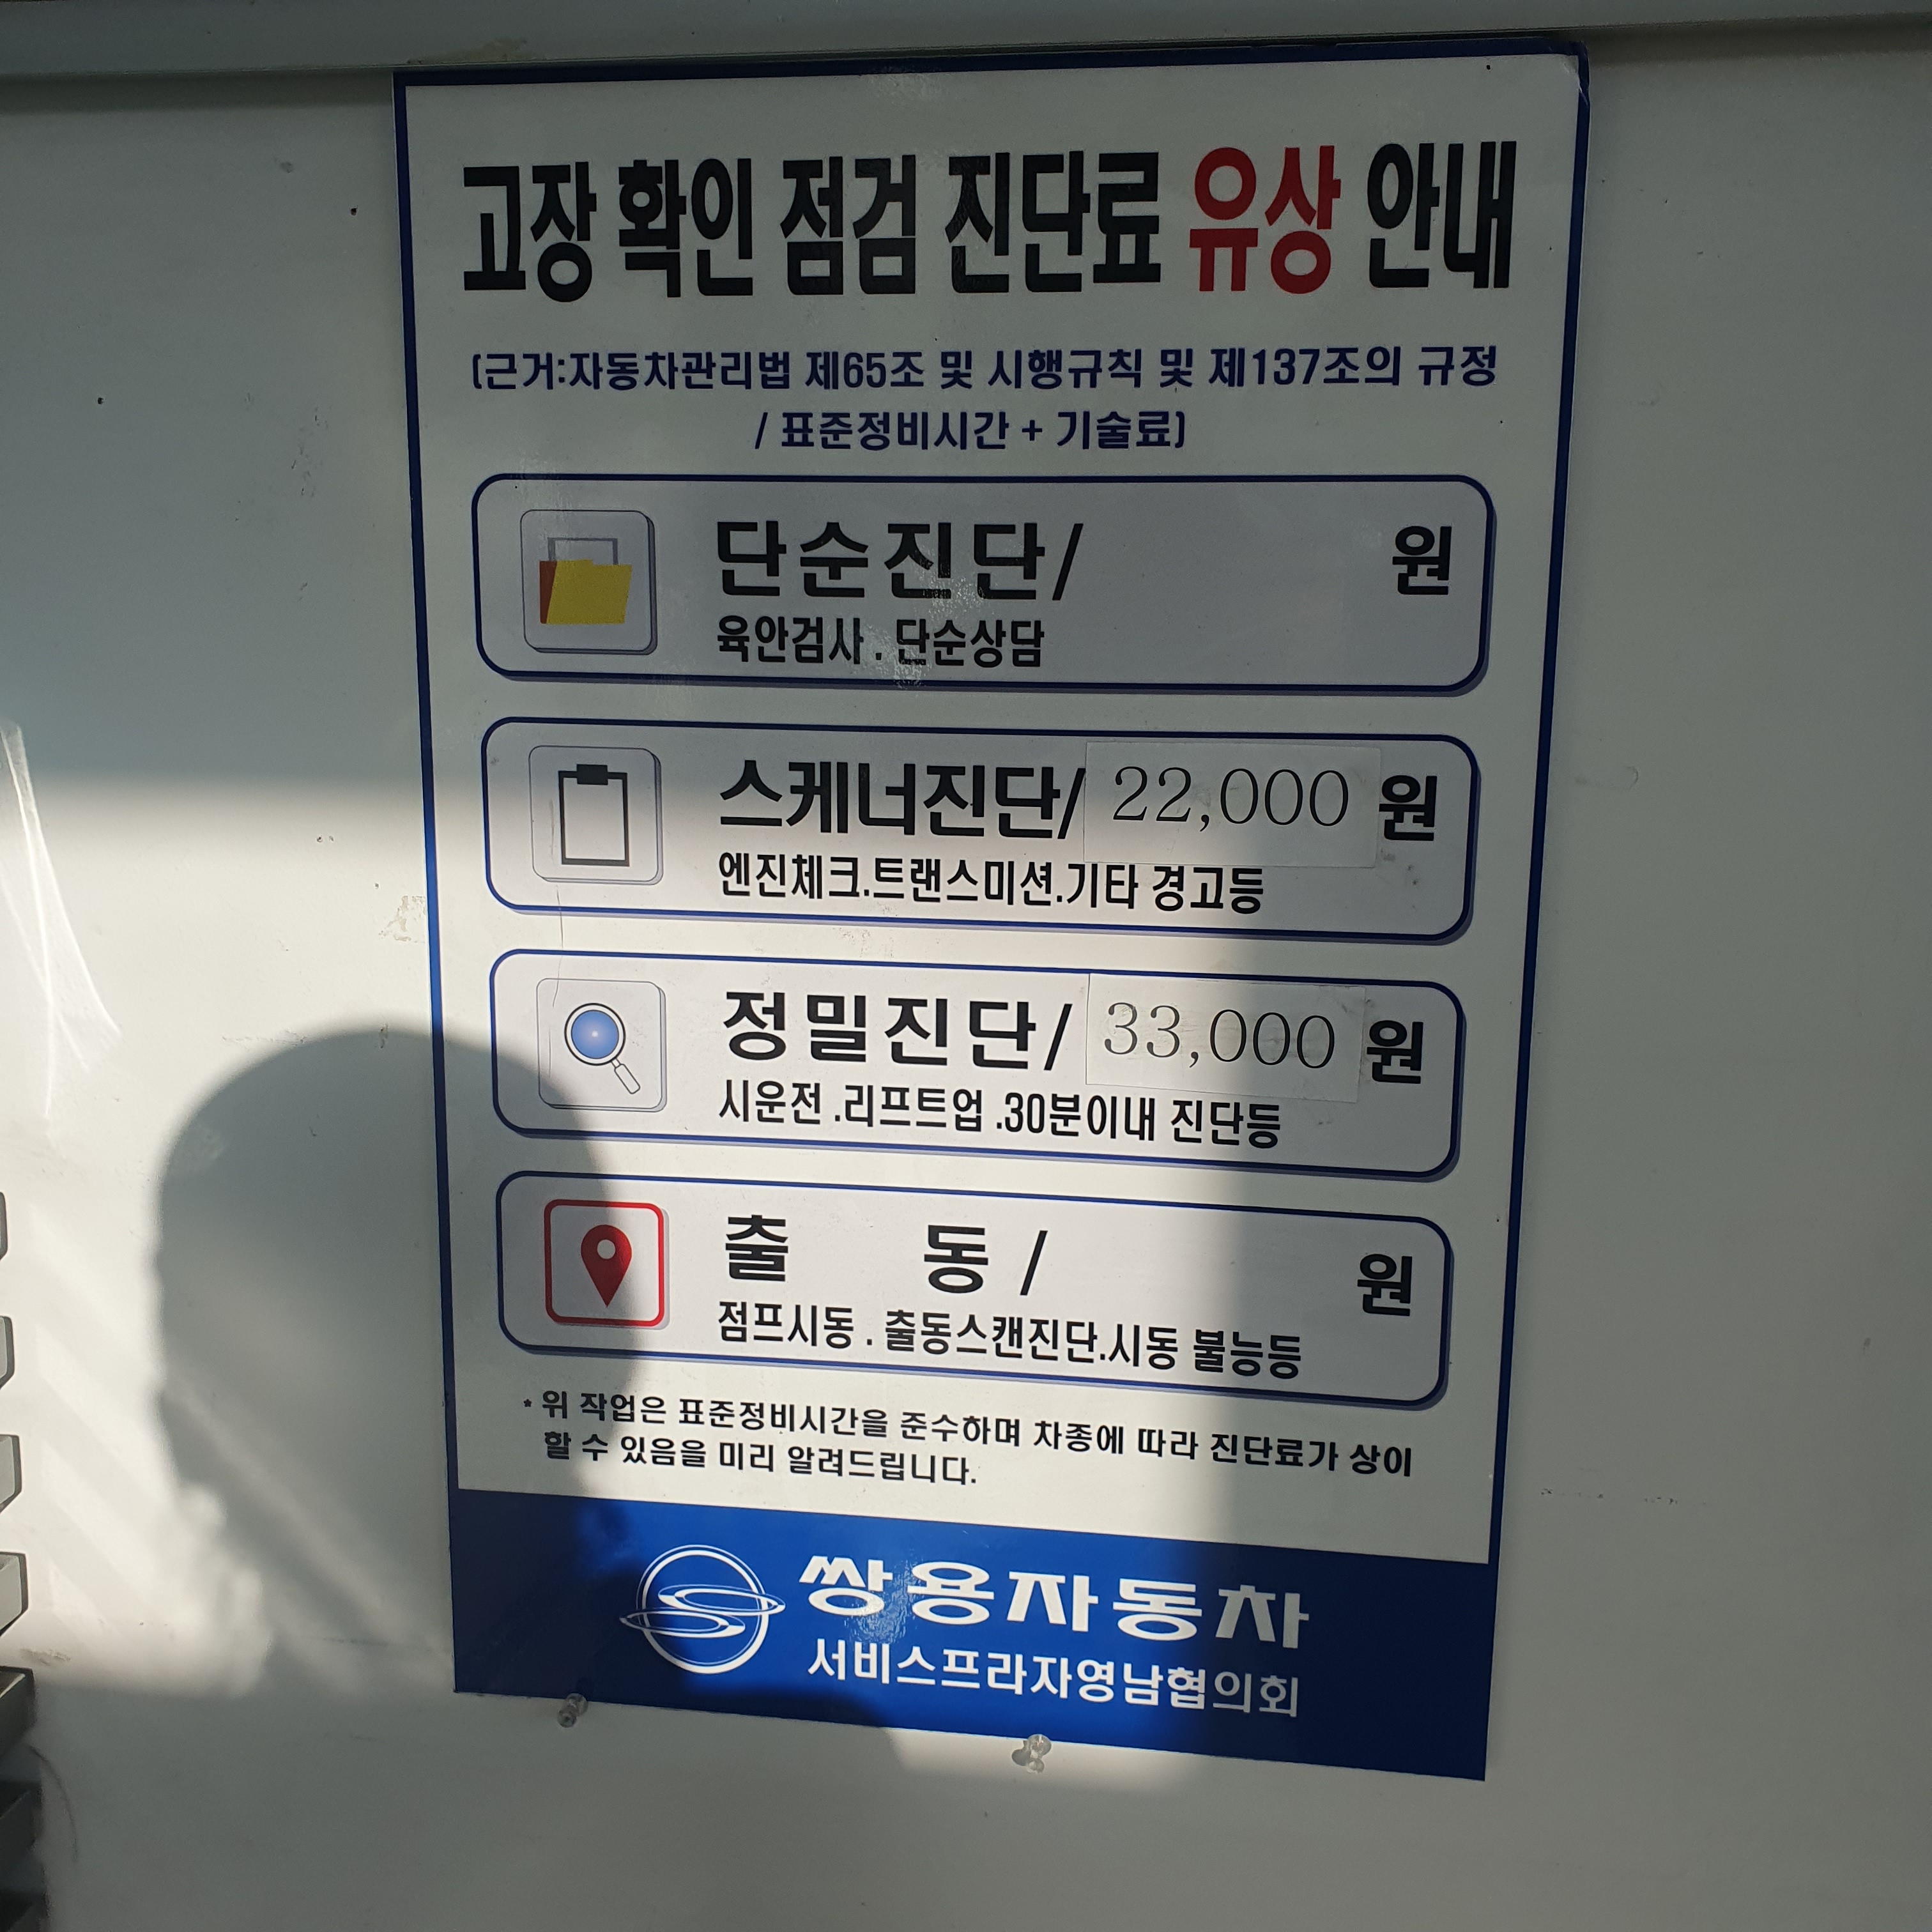 고장 확인 점검 진단료 유상 안내
(근거:자동차관리법 제65조 및 시행규칙 및 제137조의 규정
/ 표준정비시간 + 기술료)
단순진단/ 원
육안검사 . 단순상담
스케너진단/ 22,000 원
엔진체크.트랜스미션.기타 경고등
정밀진단/ 33,000 원
시운전 .리프트업 .30분이내 진단등
출 동 / 원
점프시동 . 출동스캔진단.시동 불능등
* 위 작업은 표준정비시간을 준수하며 차종에 따라 진단료가 상이
할 수 있음을 미리 알려드립니다.
쌍용자동차
서비스프라자영남협의회